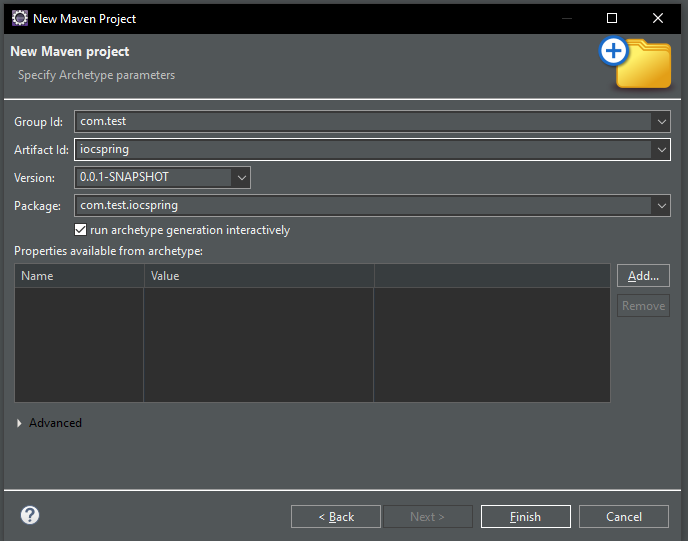 New Maven Project
New Maven project
Specify Archetype parameters
Group Id: com.test
Artifact Id: iocspring
Version: 0.0.1-SNAPSHOT
Package: com.test.iocspring
run archetype generation interactively
Properties available from archetype:
Name Value
Add...
Remove
Advanced
?
< Back Next > Finish Cancel